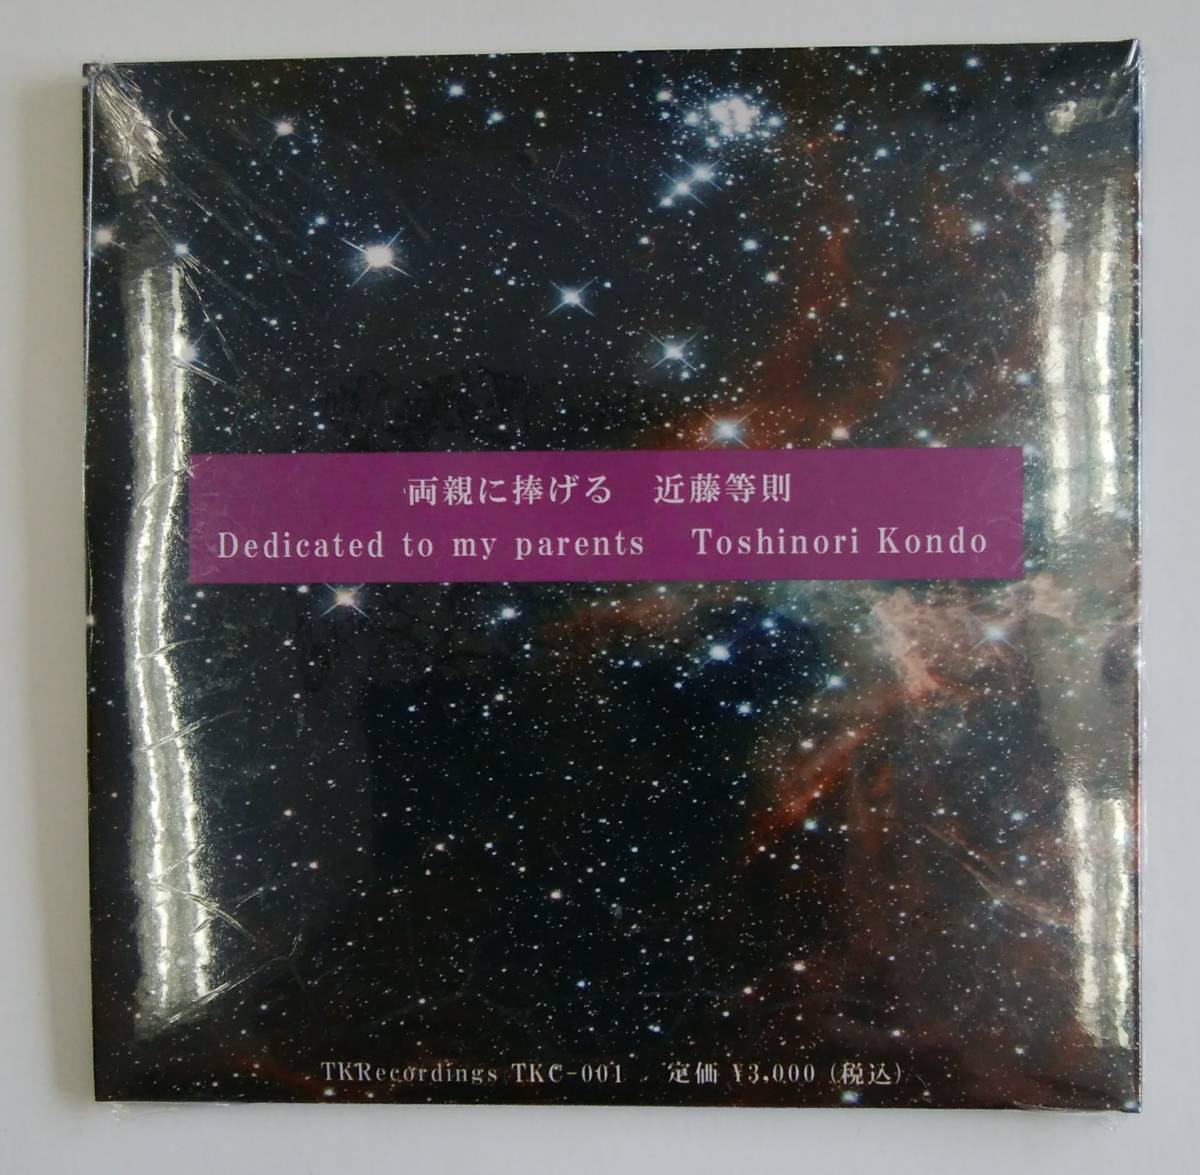 両親に捧げる　近藤等則
Dedicated to my parents　Toshinori Kondo
TKRecordings TKC-001　定価 ¥3,000 (税込)